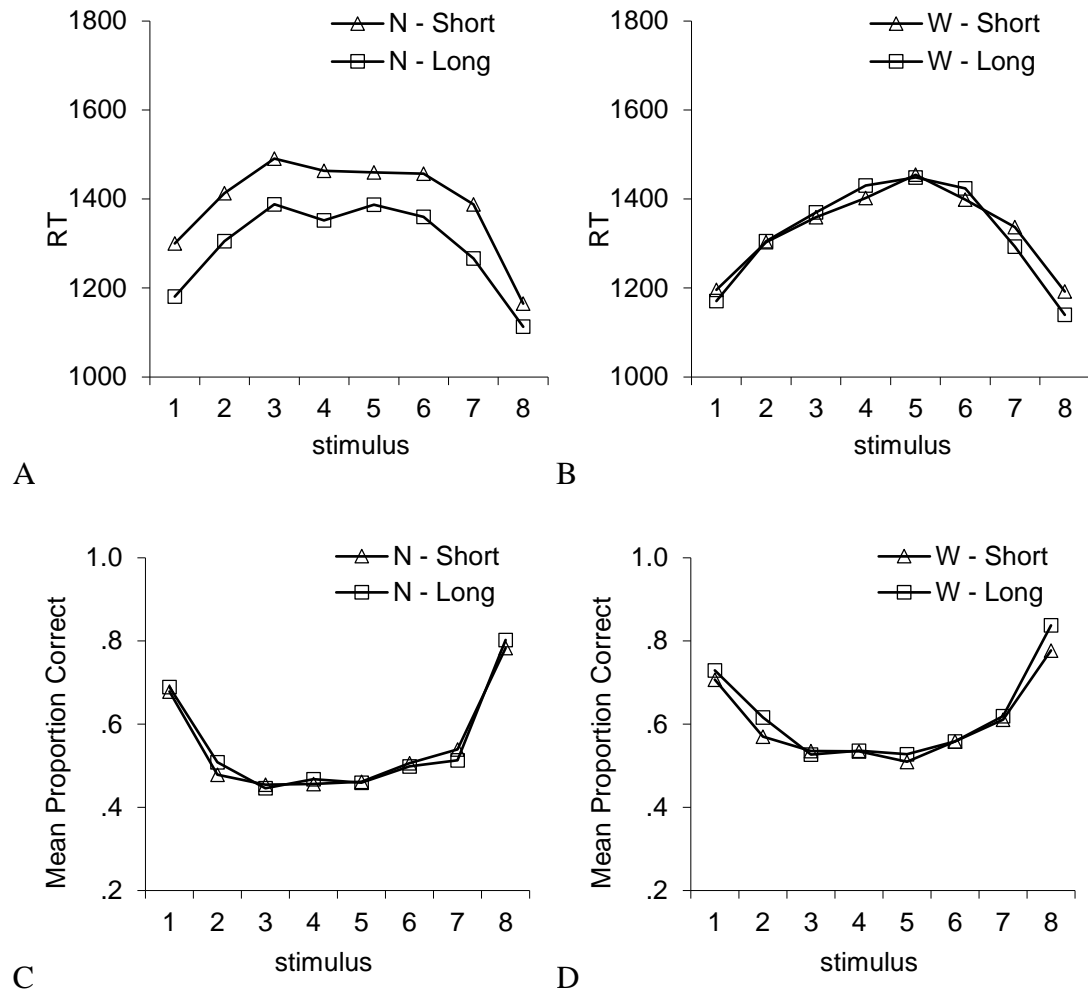 1800
1600
1400
1200
1000
RT
N - Short
N - Long
1 2 3 4 5 6 7 8
stimulus
A
1800
1600
1400
1200
1000
RT
W - Short
W - Long
1 2 3 4 5 6 7 8
stimulus
B
1.0
.8
.6
.4
.2
Mean Proportion Correct
N - Short
N - Long
1 2 3 4 5 6 7 8
stimulus
C
1.0
.8
.6
.4
.2
Mean Proportion Correct
W - Short
W - Long
1 2 3 4 5 6 7 8
stimulus
D